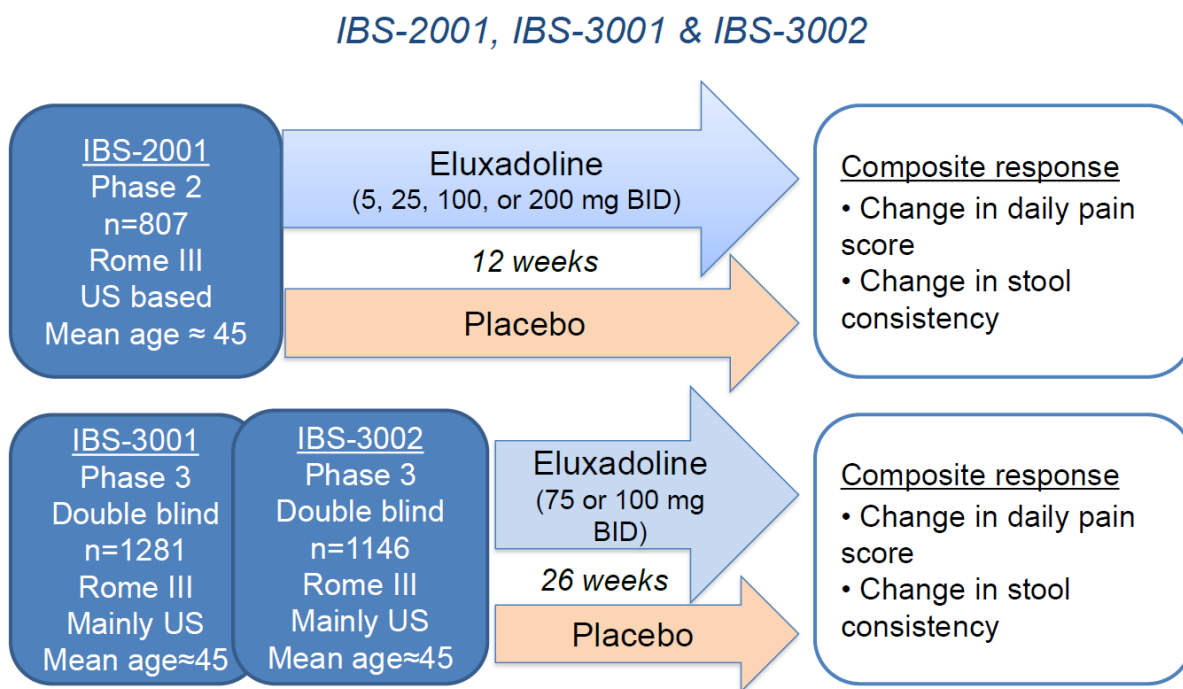 IBS-2001, IBS-3001 & IBS-3002
IBS-2001
Phase 2
n=807
Rome III
US based
Mean age ≈ 45
Eluxadoline
(5, 25, 100, or 200 mg BID)
12 weeks
Placebo
Composite response
• Change in daily pain
score
• Change in stool
consistency
IBS-3001
Phase 3
Double blind
n=1281
Rome III
Mainly US
Mean age≈45
IBS-3002
Phase 3
Double blind
n=1146
Rome III
Mainly US
Mean age≈45
Eluxadoline
(75 or 100 mg
BID)
26 weeks
Placebo
Composite response
• Change in daily pain
score
• Change in stool
consistency